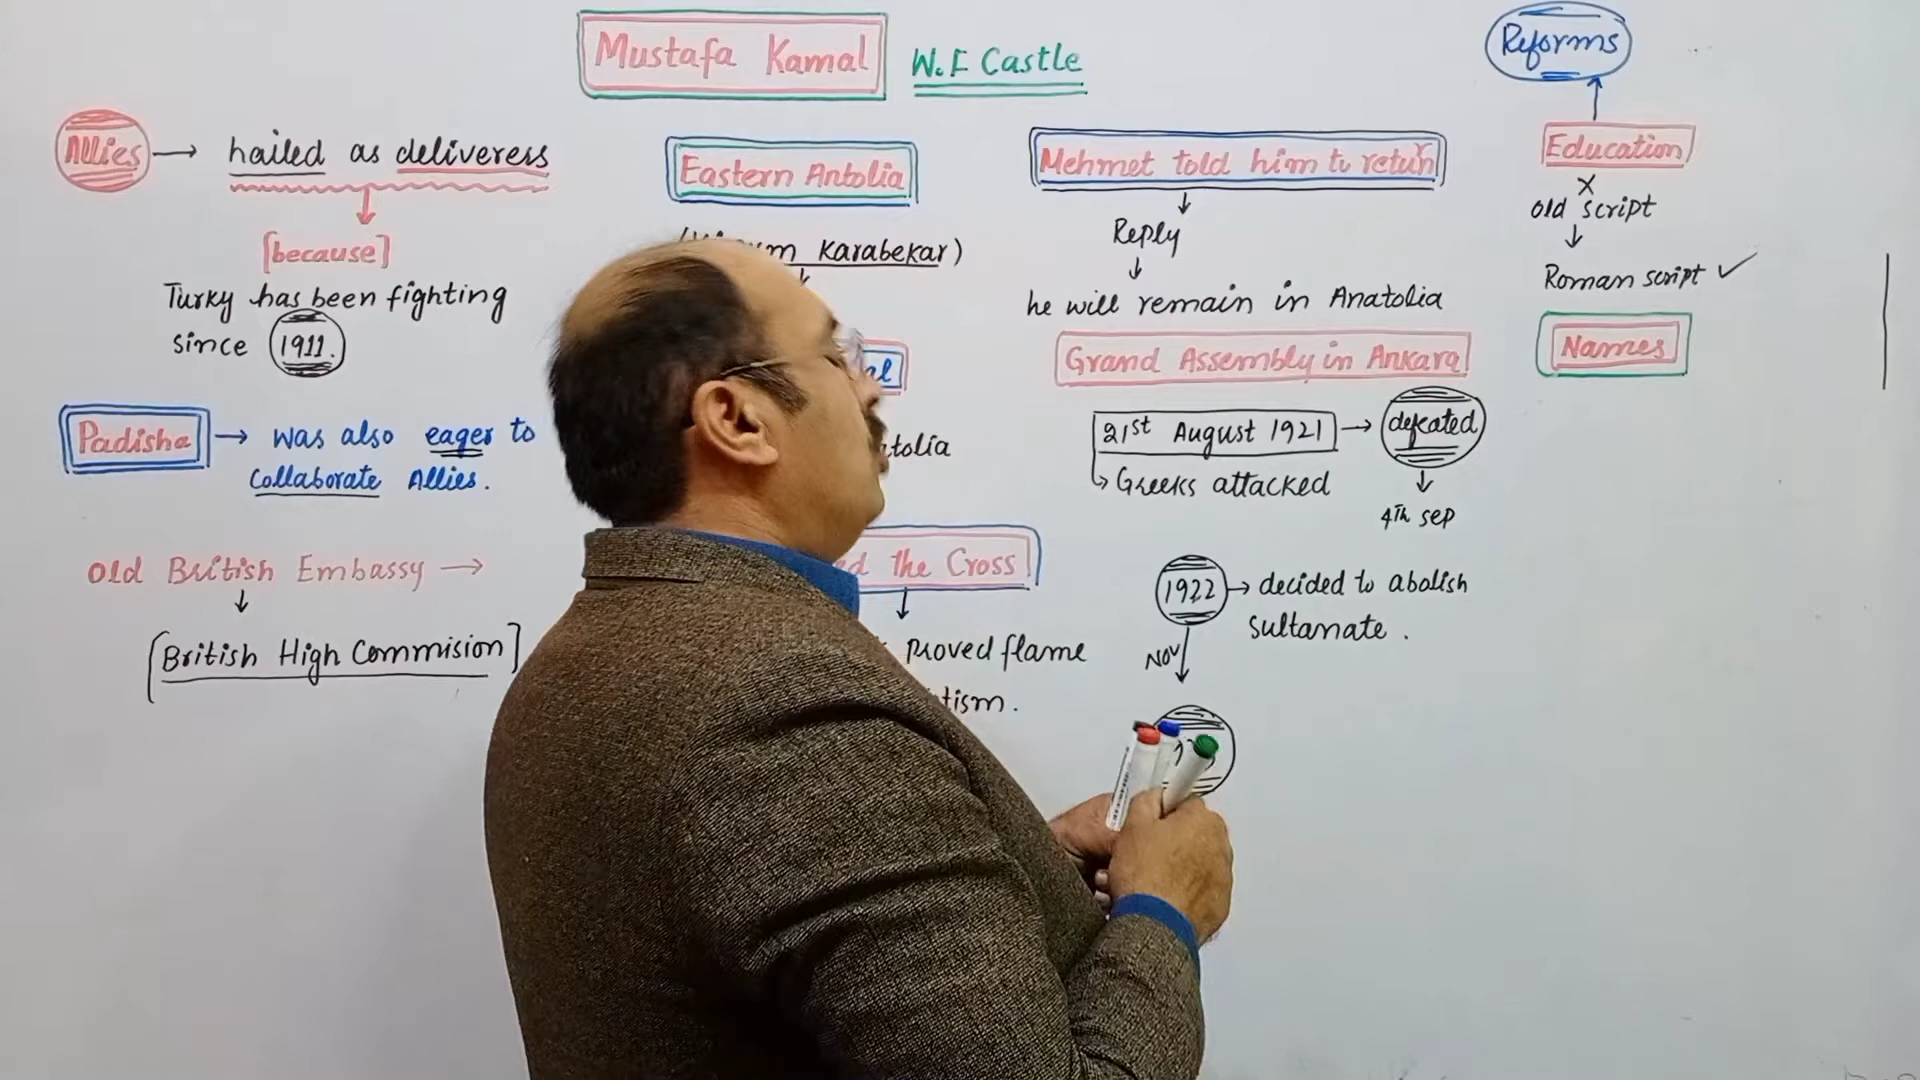 Mustafa Kamal
W.F Castle
Allies → hailed as deliveress
[because]
Turky has been fighting
since 1911.
Padisha → was also eager to
Collaborate Allies.
Old British Embassy →
[British High Commision]
Eastern Antolia
Karabekar)
the Cross
proved flame
Mehmet told him to return
Reply
he will remain in Anatolia
Grand Assembly in Ankara
21st August 1921 → defeated
Greeks attacked
4th sep
1922 → decided to abolish
sultanate.
Nov
Reforms
Education
x
old script
Roman script ✓
Names